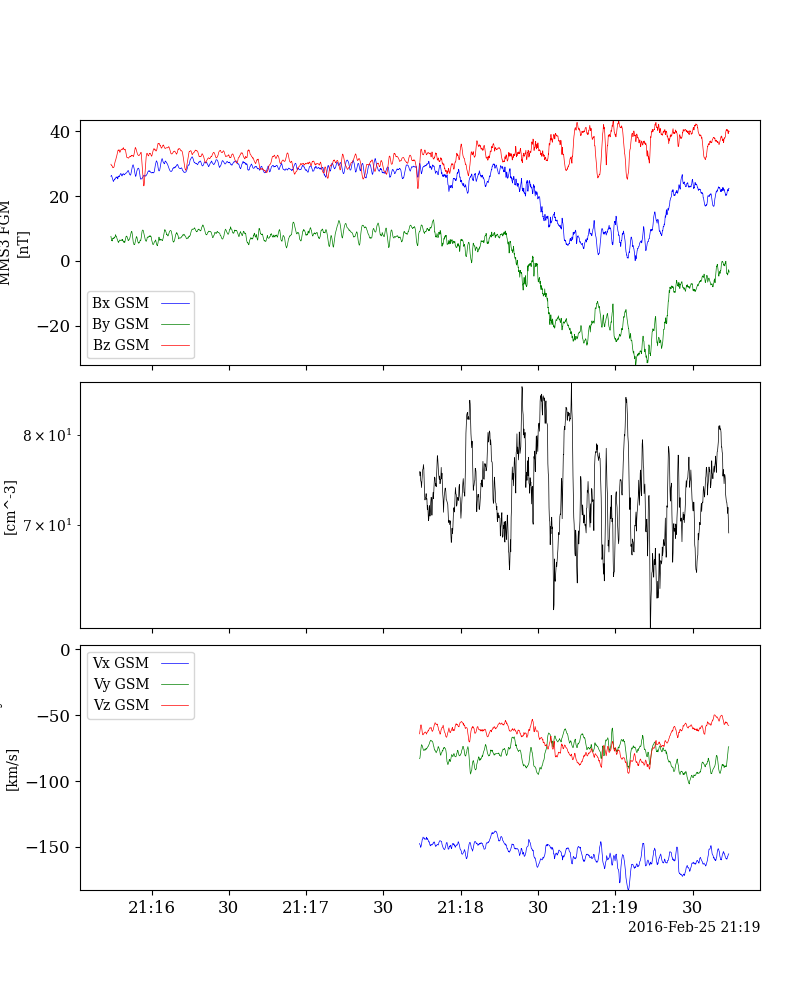 40
20
0
−20
MMS3 FGM
[nT]
Bx GSM
By GSM
Bz GSM
8 × 10¹
7 × 10¹
[cm^-3]
0
−50
−100
−150
[km/s]
Vx GSM
Vy GSM
Vz GSM
21:16 30 21:17 30 21:18 30 21:19 30
2016-Feb-25 21:19